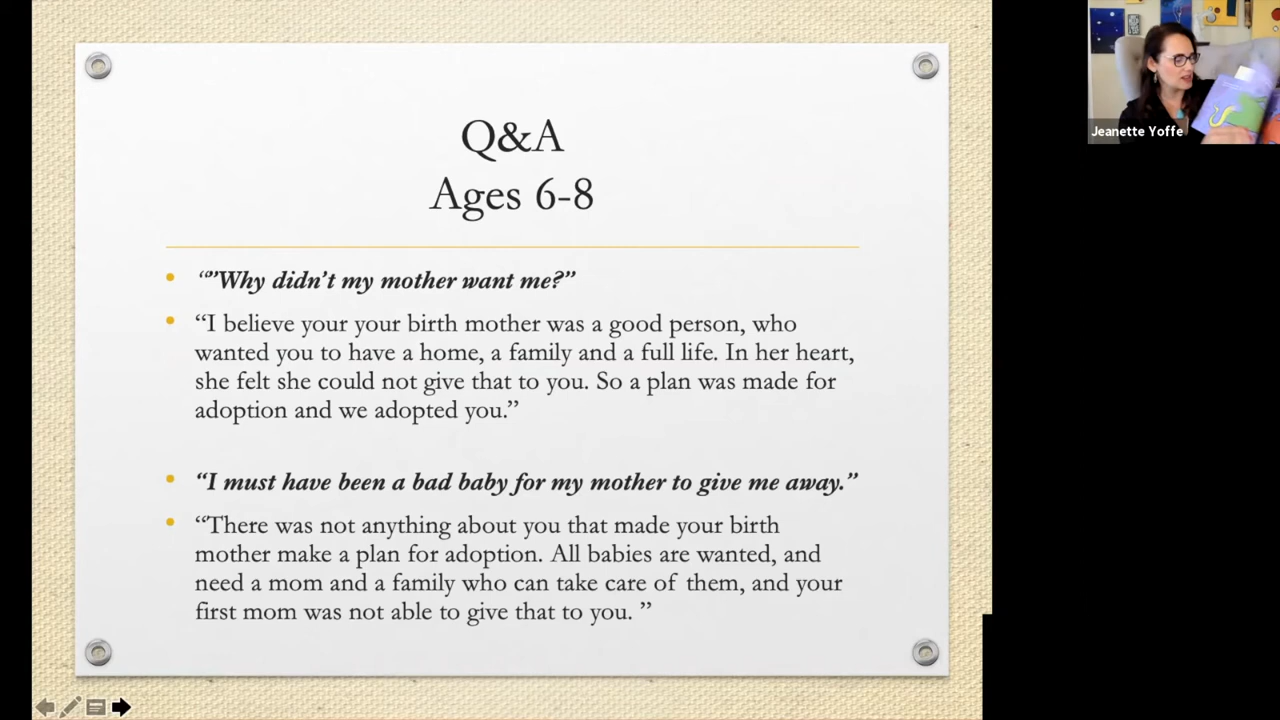 Q&A
Ages 6-8
• “”Why didn’t my mother want me?”
• “I believe your your birth mother was a good person, who
wanted you to have a home, a family and a full life. In her heart,
she felt she could not give that to you. So a plan was made for
adoption and we adopted you.”
• “I must have been a bad baby for my mother to give me away.”
• “There was not anything about you that made your birth
mother make a plan for adoption. All babies are wanted, and
need a mom and a family who can take care of them, and your
first mom was not able to give that to you. ”
Jeanette Yoffe